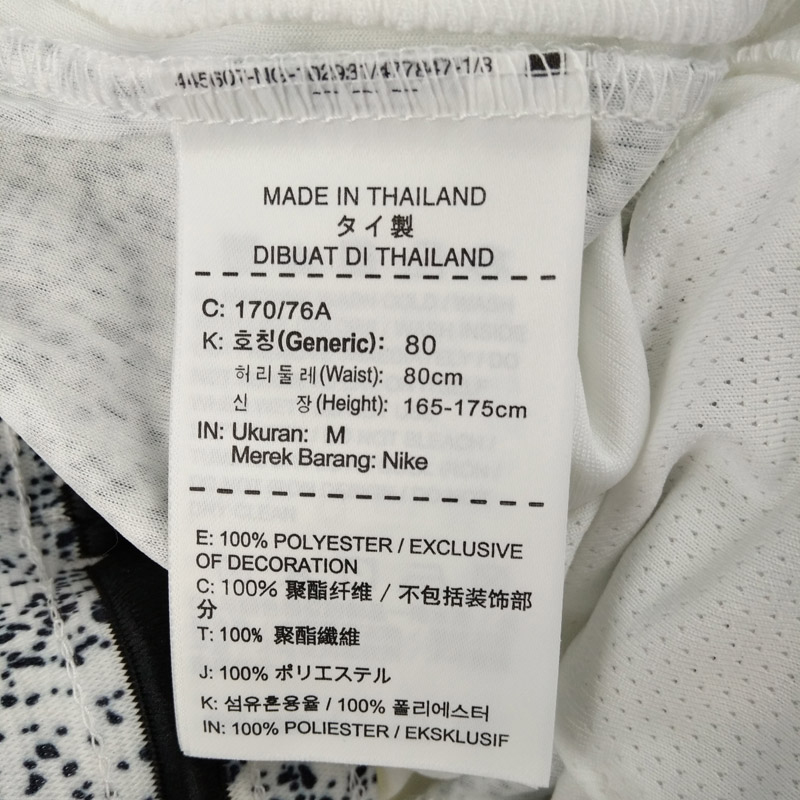 MADE IN THAILAND
タイ製
DIBUAT DI THAILAND
C: 170/76A
K: 호칭(Generic): 80
허리둘레(Waist): 80cm
신 장(Height): 165-175cm
IN: Ukuran: M
Merek Barang: Nike
E: 100% POLYESTER / EXCLUSIVE
OF DECORATION
C: 100% 聚酯纤维 / 不包括装饰部
分
T: 100% 聚酯纖維
J: 100% ポリエステル
K: 섬유혼용율 / 100% 폴리에스터
IN: 100% POLIESTER / EKSKLUSIF